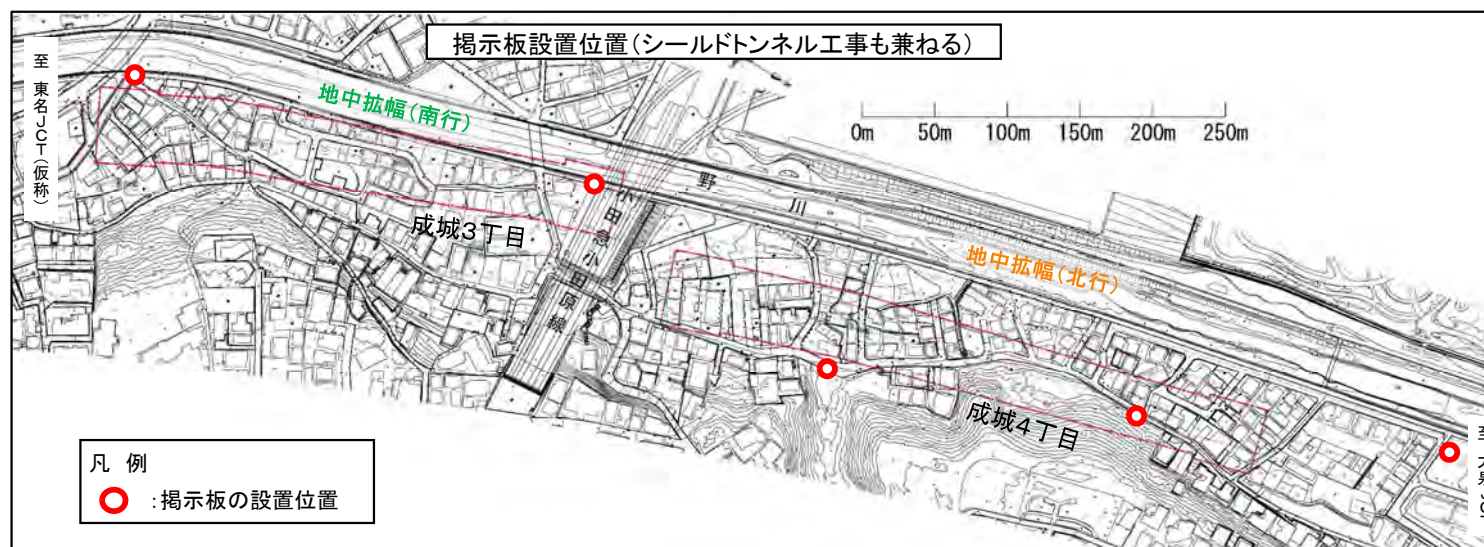 掲示板設置位置(シールドトンネル工事も兼ねる)
至 東名JCT(仮称)
地中拡幅(南行)
0m 50m 100m 150m 200m 250m
野川
小田急小田原線
成城3丁目
地中拡幅(北行)
成城4丁目
凡 例
:掲示板の設置位置